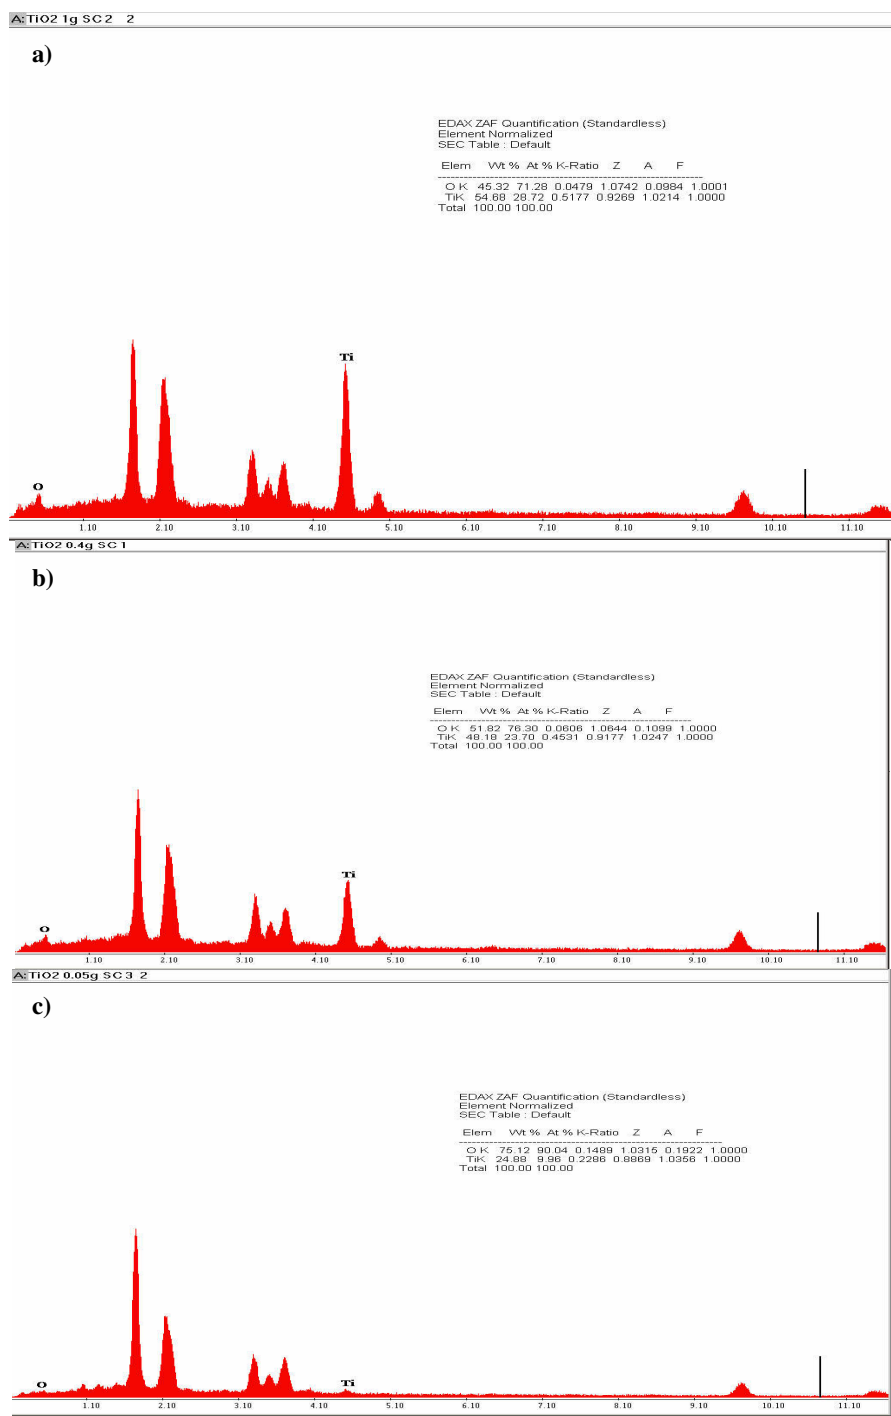 A: TiO2 1g SC 2 2
a)
EDAX ZAF Quantification (Standardless)
Element Normalized
SEC Table : Default
Elem Wt % At % K-Ratio Z A F
O K 45.32 71.28 0.0479 1.0742 0.0984 1.0001
TiK 54.68 28.72 0.5177 0.9269 1.0214 1.0000
Total 100.00 100.00
Ti
O
1.10 2.10 3.10 4.10 5.10 6.10 7.10 8.10 9.10 10.10 11.10
A: TiO2 0.4g SC 1
b)
EDAX ZAF Quantification (Standardless)
Element Normalized
SEC Table : Default
Elem Wt % At % K-Ratio Z A F
O K 51.82 76.30 0.0606 1.0644 0.1099 1.0000
TiK 48.18 23.70 0.4531 0.9177 1.0247 1.0000
Total 100.00 100.00
Ti
O
1.10 2.10 3.10 4.10 5.10 6.10 7.10 8.10 9.10 10.10 11.10
A: TiO2 0.05g SC 3 2
c)
EDAX ZAF Quantification (Standardless)
Element Normalized
SEC Table : Default
Elem Wt % At % K-Ratio Z A F
O K 75.12 90.04 0.1489 1.0315 0.1922 1.0000
TiK 24.88 9.96 0.2286 0.8869 1.0356 1.0000
Total 100.00 100.00
O Ti
1.10 2.10 3.10 4.10 5.10 6.10 7.10 8.10 9.10 10.10 11.10